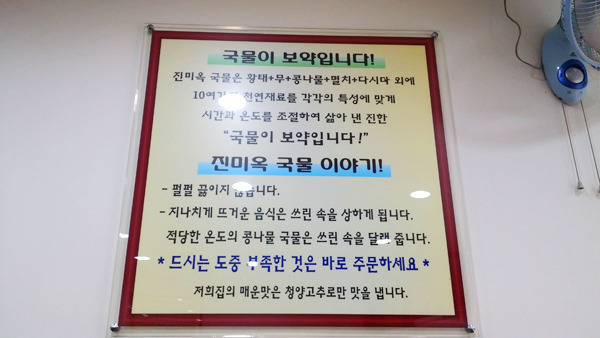 국물이 보약입니다!
진미옥 국물은 황태+무+콩나물+멸치+다시마 외에
10여가지 천연재료를 각각의 특성에 맞게
시간과 온도를 조절하여 삶아 낸 진한
"국물이 보약입니다!"
진미옥 국물 이야기!
- 펄펄 끓이지 않습니다.
- 지나치게 뜨거운 음식은 쓰린 속을 상하게 됩니다.
적당한 온도의 콩나물 국물은 쓰린 속을 달래 줍니다.
* 드시는 도중 부족한 것은 바로 주문하세요 *
저희집의 매운맛은 청양고추로만 맛을 냅니다.